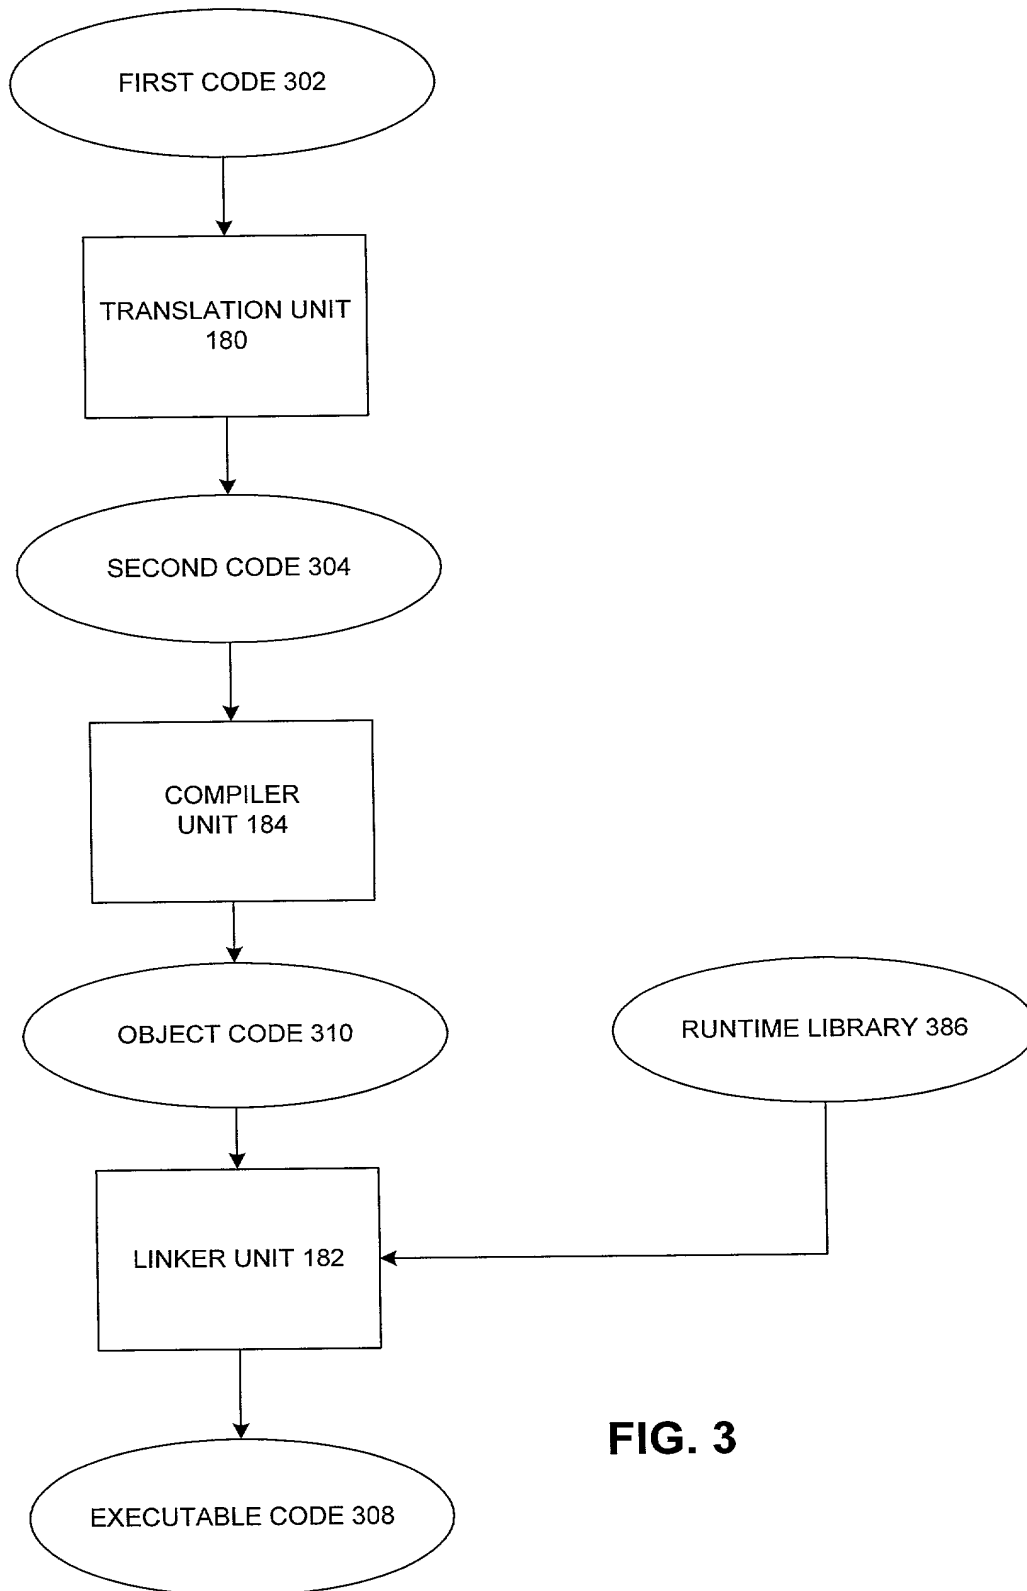 FIRST CODE 302
TRANSLATION UNIT
180
SECOND CODE 304
COMPILER
UNIT 184
OBJECT CODE 310
RUNTIME LIBRARY 386
LINKER UNIT 182
FIG. 3
EXECUTABLE CODE 308